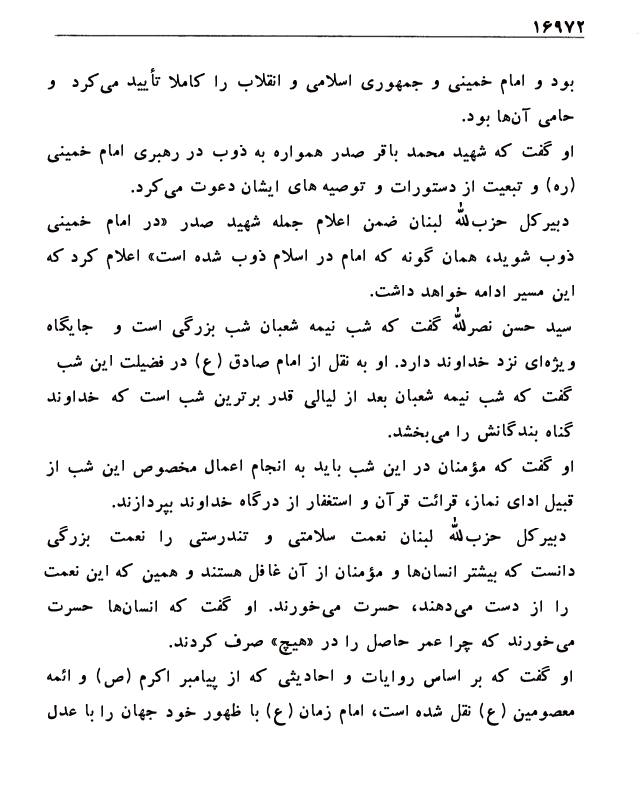 ۱۶۹۷۲
بود و امام خمینی و جمهوری اسلامی و انقلاب را کاملا تأیید می‌کرد و
حامی آن‌ها بود.
او گفت که شهید محمد باقر صدر همواره به ذوب در رهبری امام خمینی
(ره) و تبعیت از دستورات و توصیه های ایشان دعوت می‌کرد.
دبیرکل حزب‌الله لبنان ضمن اعلام جمله شهید صدر «در امام خمینی
ذوب شوید، همان گونه که امام در اسلام ذوب شده است» اعلام کرد که
این مسیر ادامه خواهد داشت.
سید حسن نصرالله گفت که شب نیمه شعبان شب بزرگی است و جایگاه
ویژه‌ای نزد خداوند دارد. او به نقل از امام صادق (ع) در فضیلت این شب
گفت که شب نیمه شعبان بعد از لیالی قدر برترین شب است که خداوند
گناه بندگانش را می‌بخشد.
او گفت که مؤمنان در این شب باید به انجام اعمال مخصوص این شب از
قبیل ادای نماز، قرائت قرآن و استغفار از درگاه خداوند بپردازند.
دبیرکل حزب‌الله لبنان نعمت سلامتی و تندرستی را نعمت بزرگی
دانست که بیشتر انسان‌ها و مؤمنان از آن غافل هستند و همین که این نعمت
را از دست می‌دهند، حسرت می‌خورند. او گفت که انسان‌ها حسرت
می‌خورند که چرا عمر حاصل را در «هیچ» صرف کردند.
او گفت که بر اساس روایات و احادیثی که از پیامبر اکرم (ص) و ائمه
معصومین (ع) نقل شده است، امام زمان (ع) با ظهور خود جهان را با عدل